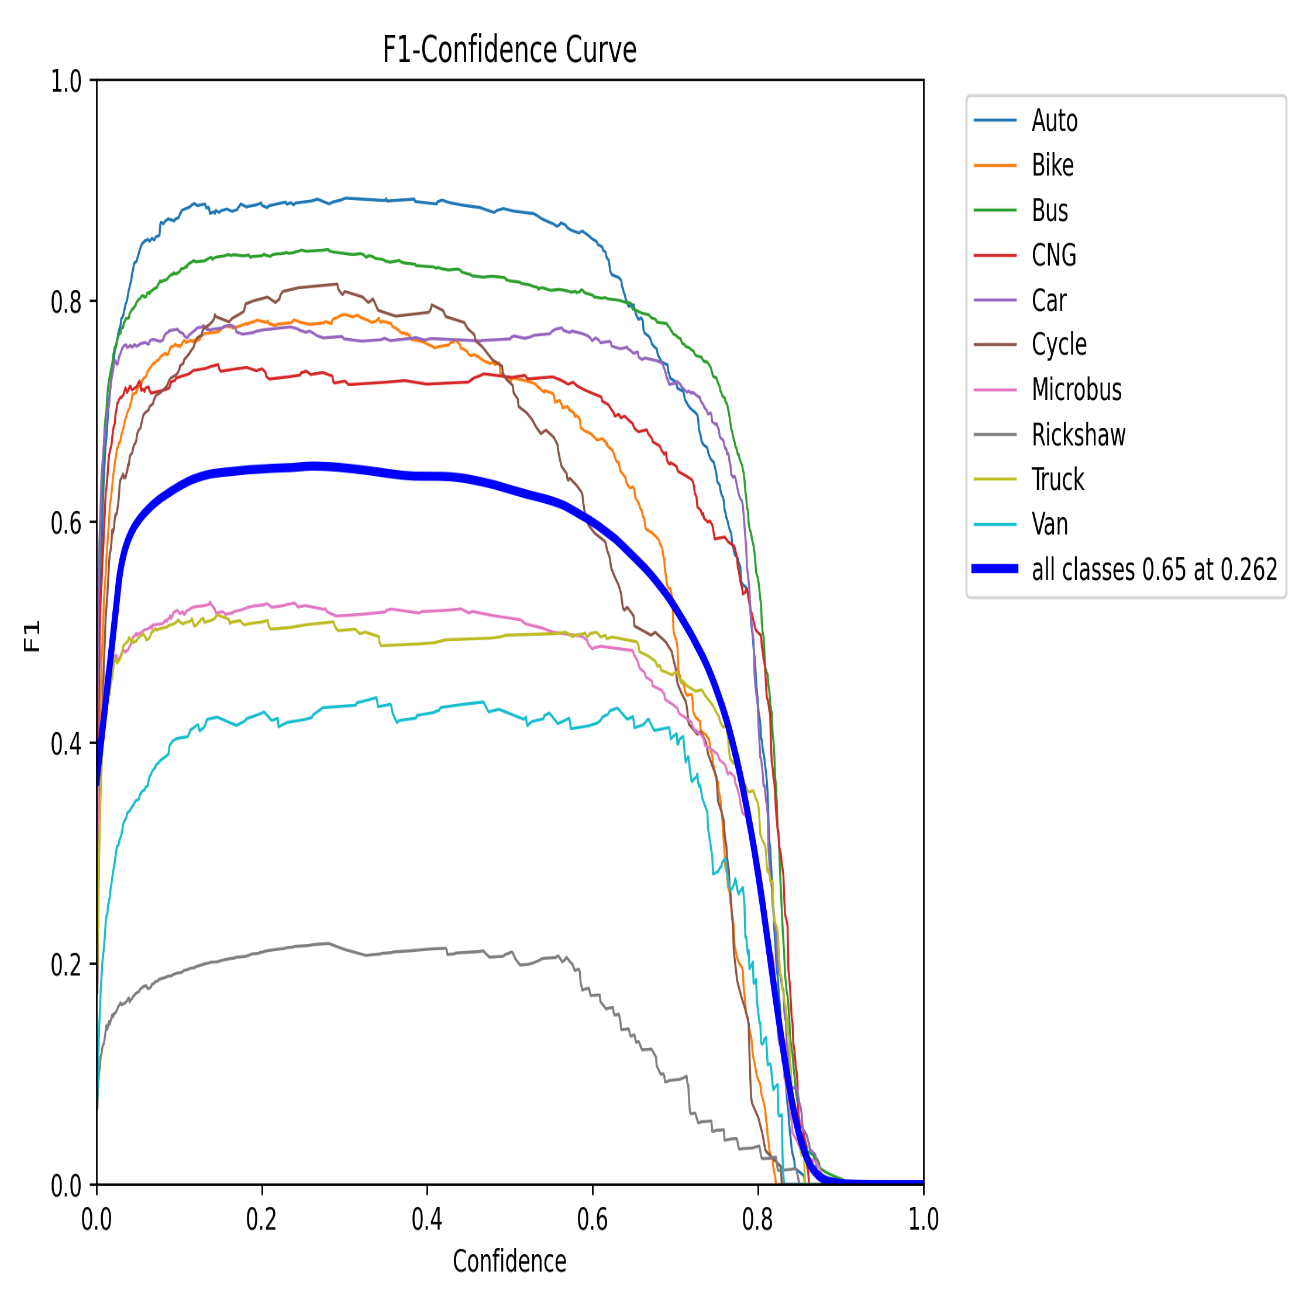 F1-Confidence Curve
1.0
0.8
0.6
0.4
0.2
0.0
F1
0.0 0.2 0.4 0.6 0.8 1.0
Confidence
Auto
Bike
Bus
CNG
Car
Cycle
Microbus
Rickshaw
Truck
Van
all classes 0.65 at 0.262